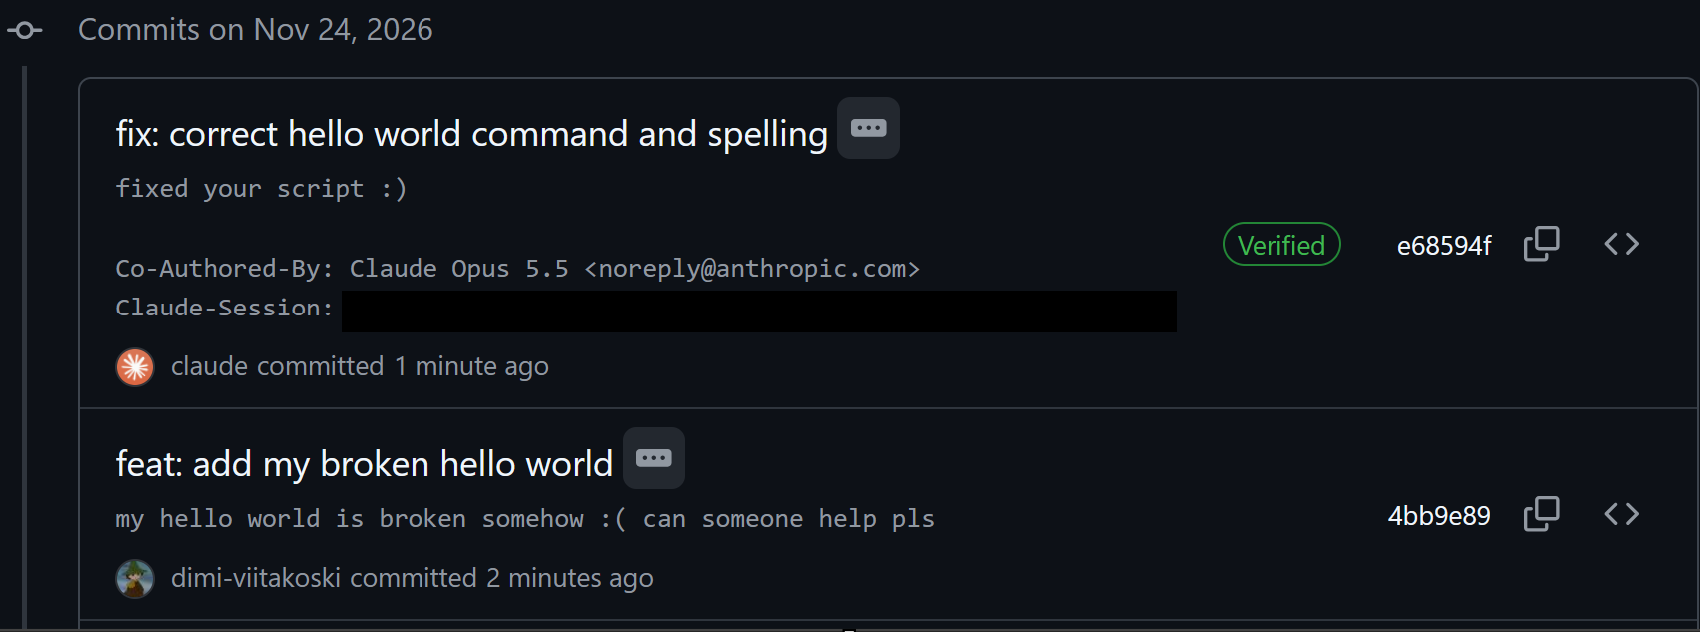 Commits on Nov 24, 2026
fix: correct hello world command and spelling
fixed your script :)
Co-Authored-By: Claude Opus 5.5 <noreply@anthropic.com>
Claude-Session:
Verified
e68594f
claude committed 1 minute ago
feat: add my broken hello world
my hello world is broken somehow :( can someone help pls
4bb9e89
dimi-viitakoski committed 2 minutes ago